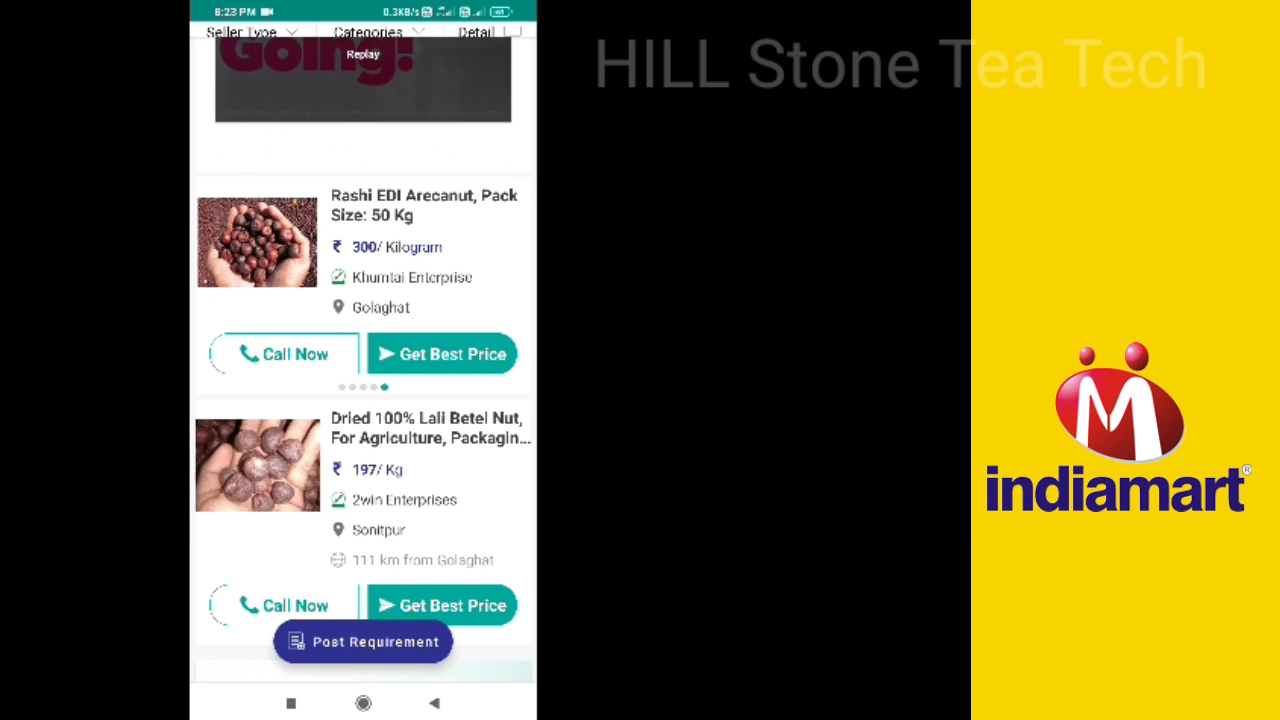 8:23 PM
0.3KB/s
Seller Type
Categories
Detail
Going!
Replay
HILL Stone Tea Tech
Rashi EDI Arecanut, Pack
Size: 50 Kg
₹ 300/ Kilogram
Khumtai Enterprise
Golaghat
Call Now
Get Best Price
Dried 100% Lali Betel Nut,
For Agriculture, Packagin...
₹ 197/ Kg
2win Enterprises
Sonitpur
111 km from Golaghat
Call Now
Get Best Price
Post Requirement
M
indiamart®